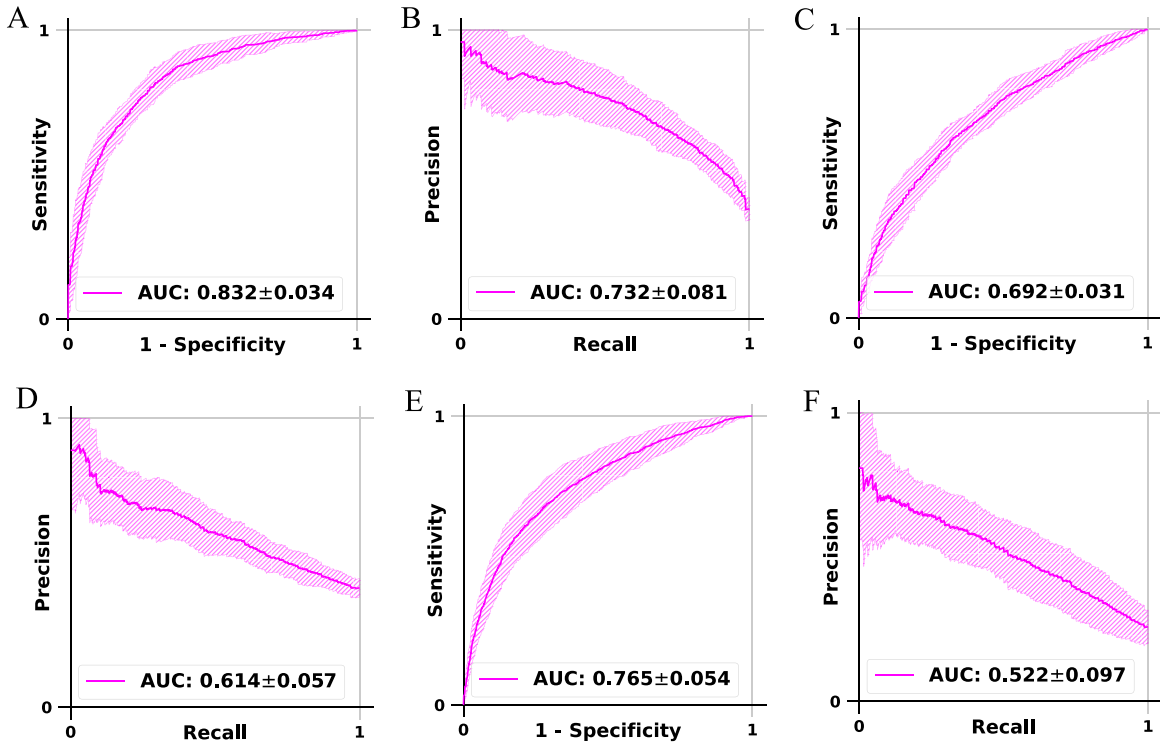 A
1
Sensitivity
AUC: 0.832±0.034
0
0
1 - Specificity
1
B
1
Precision
AUC: 0.732±0.081
0
0
Recall
1
C
1
Sensitivity
AUC: 0.692±0.031
0
0
1 - Specificity
1
D
1
Precision
AUC: 0.614±0.057
0
0
Recall
1
E
1
Sensitivity
AUC: 0.765±0.054
0
0
1 - Specificity
1
F
1
Precision
AUC: 0.522±0.097
0
0
Recall
1